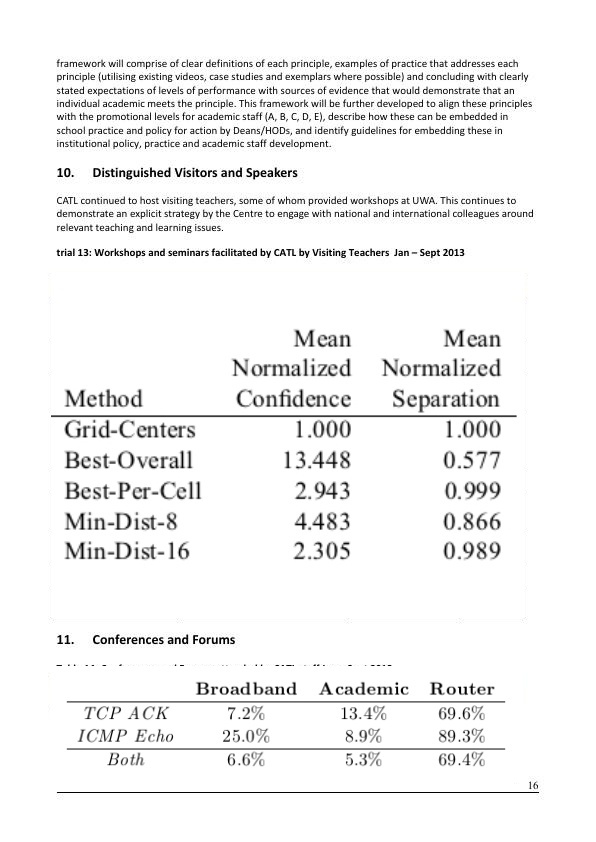 framework will comprise of clear definitions of each principle, examples of practice that addresses each
principle (utilising existing videos, case studies and exemplars where possible) and concluding with clearly
stated expectations of levels of performance with sources of evidence that would demonstrate that an
individual academic meets the principle. This framework will be further developed to align these principles
with the promotional levels for academic staff (A, B, C, D, E), describe how these can be embedded in
school practice and policy for action by Deans/HODs, and identify guidelines for embedding these in
institutional policy, practice and academic staff development.
10. Distinguished Visitors and Speakers
CATL continued to host visiting teachers, some of whom provided workshops at UWA. This continues to
demonstrate an explicit strategy by the Centre to engage with national and international colleagues around
relevant teaching and learning issues.
trial 13: Workshops and seminars facilitated by CATL by Visiting Teachers Jan – Sept 2013
Mean Mean
Normalized Normalized
Method Confidence Separation
Grid-Centers 1.000 1.000
Best-Overall 13.448 0.577
Best-Per-Cell 2.943 0.999
Min-Dist-8 4.483 0.866
Min-Dist-16 2.305 0.989
11. Conferences and Forums
Broadband Academic Router
TCP ACK 7.2% 13.4% 69.6%
ICMP Echo 25.0% 8.9% 89.3%
Both 6.6% 5.3% 69.4%
16